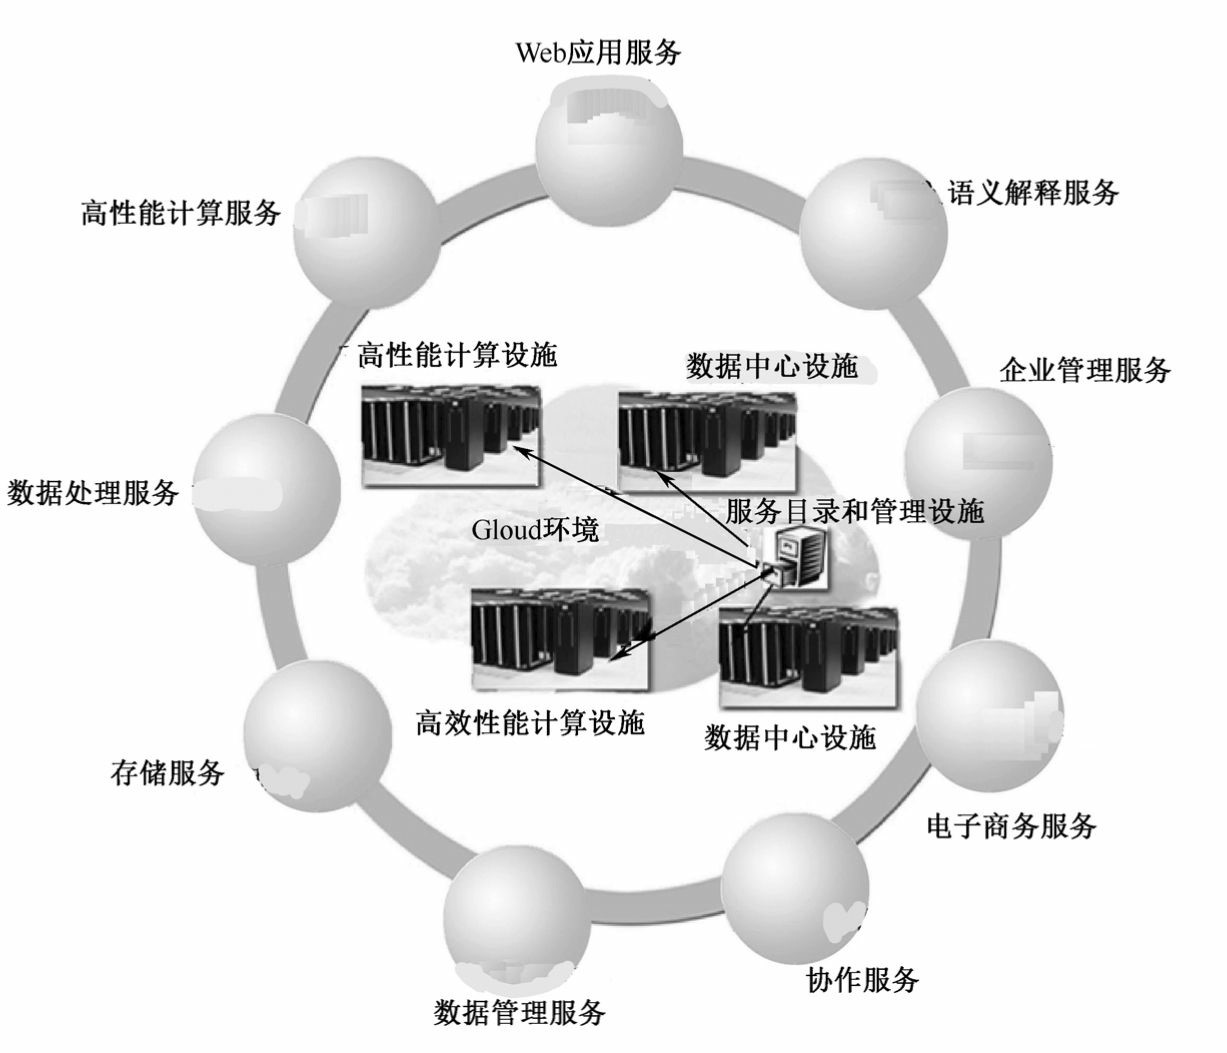 Web应用服务
语义解释服务
高性能计算服务
高性能计算设施
数据中心设施
企业管理服务
数据处理服务
服务目录和管理设施
Gloud环境
高效性能计算设施
数据中心设施
存储服务
电子商务服务
协作服务
数据管理服务